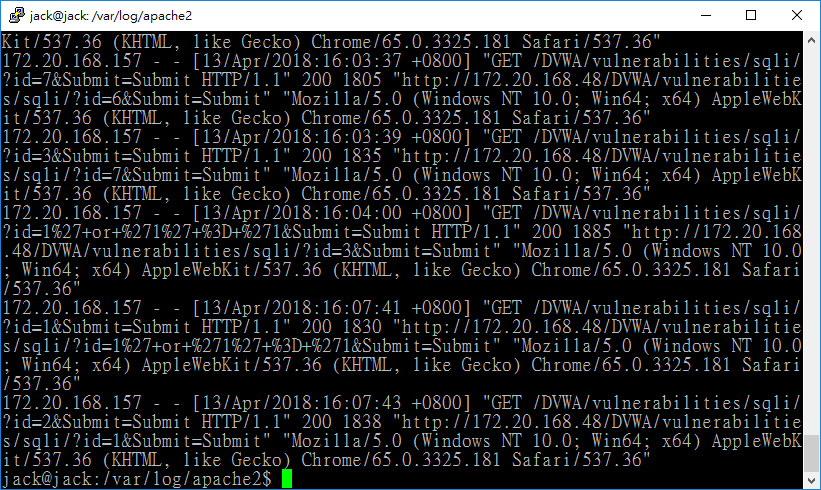 jack@jack: /var/log/apache2
Kit/537.36 (KHTML, like Gecko) Chrome/65.0.3325.181 Safari/537.36"
172.20.168.157 - - [13/Apr/2018:16:03:37 +0800] "GET /DVWA/vulnerabilities/sqli/
?id=7&Submit=Submit HTTP/1.1" 200 1805 "http://172.20.168.48/DVWA/vulnerabilitie
s/sqli/?id=6&Submit=Submit" "Mozilla/5.0 (Windows NT 10.0; Win64; x64) AppleWebK
it/537.36 (KHTML, like Gecko) Chrome/65.0.3325.181 Safari/537.36"
172.20.168.157 - - [13/Apr/2018:16:03:39 +0800] "GET /DVWA/vulnerabilities/sqli/
?id=3&Submit=Submit HTTP/1.1" 200 1835 "http://172.20.168.48/DVWA/vulnerabilitie
s/sqli/?id=7&Submit=Submit" "Mozilla/5.0 (Windows NT 10.0; Win64; x64) AppleWebK
it/537.36 (KHTML, like Gecko) Chrome/65.0.3325.181 Safari/537.36"
172.20.168.157 - - [13/Apr/2018:16:04:00 +0800] "GET /DVWA/vulnerabilities/sqli/
?id=1%27+or+%271%27+%3D+%271&Submit=Submit HTTP/1.1" 200 1885 "http://172.20.168
.48/DVWA/vulnerabilities/sqli/?id=3&Submit=Submit" "Mozilla/5.0 (Windows NT 10.0
; Win64; x64) AppleWebKit/537.36 (KHTML, like Gecko) Chrome/65.0.3325.181 Safari
/537.36"
172.20.168.157 - - [13/Apr/2018:16:07:41 +0800] "GET /DVWA/vulnerabilities/sqli/
?id=1&Submit=Submit HTTP/1.1" 200 1830 "http://172.20.168.48/DVWA/vulnerabilitie
s/sqli/?id=1%27+or+%271%27+%3D+%271&Submit=Submit" "Mozilla/5.0 (Windows NT 10.0
; Win64; x64) AppleWebKit/537.36 (KHTML, like Gecko) Chrome/65.0.3325.181 Safari
/537.36"
172.20.168.157 - - [13/Apr/2018:16:07:43 +0800] "GET /DVWA/vulnerabilities/sqli/
?id=2&Submit=Submit HTTP/1.1" 200 1838 "http://172.20.168.48/DVWA/vulnerabilitie
s/sqli/?id=1&Submit=Submit" "Mozilla/5.0 (Windows NT 10.0; Win64; x64) AppleWebK
it/537.36 (KHTML, like Gecko) Chrome/65.0.3325.181 Safari/537.36"
jack@jack:/var/log/apache2$